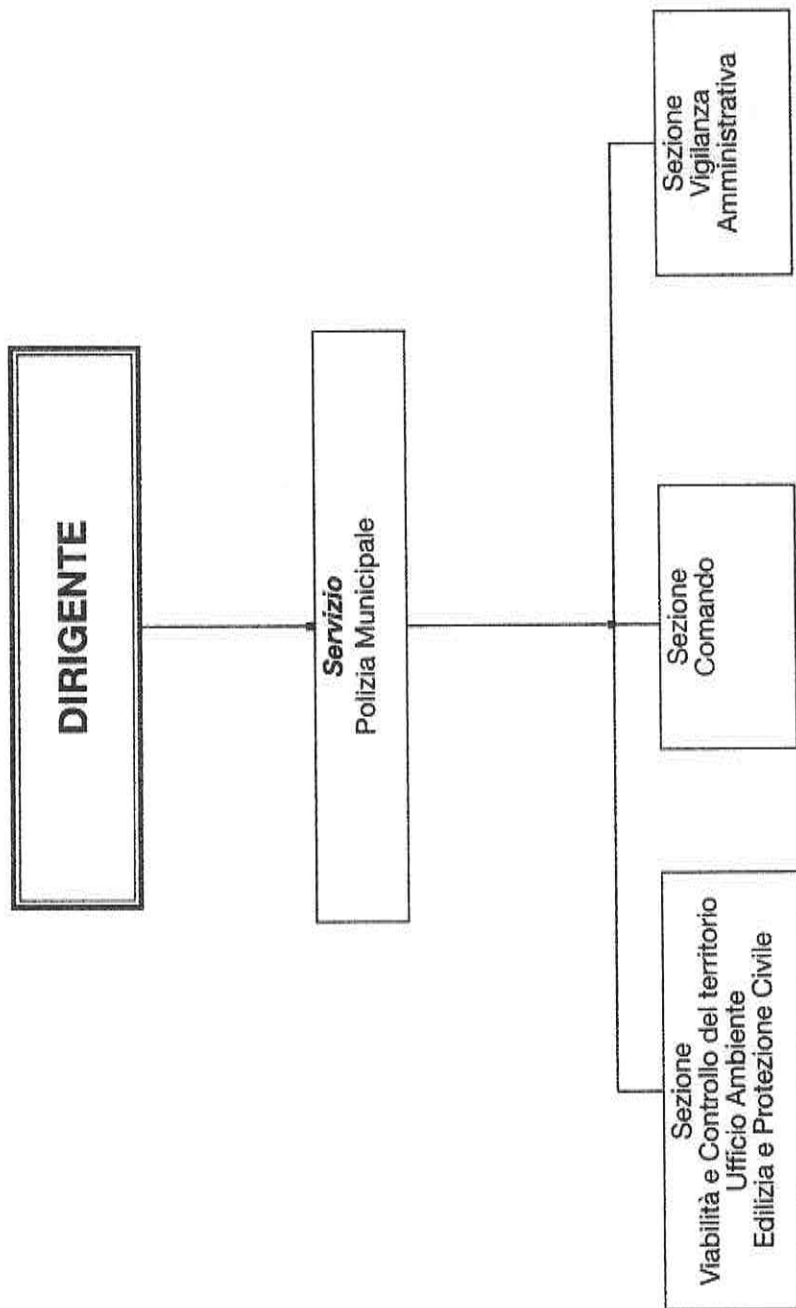 DIRIGENTE
Servizio
Polizia Municipale
Sezione
Viabilità e Controllo del territorio
Ufficio Ambiente
Edilizia e Protezione Civile
Sezione
Comando
Sezione
Vigilanza
Amministrativa